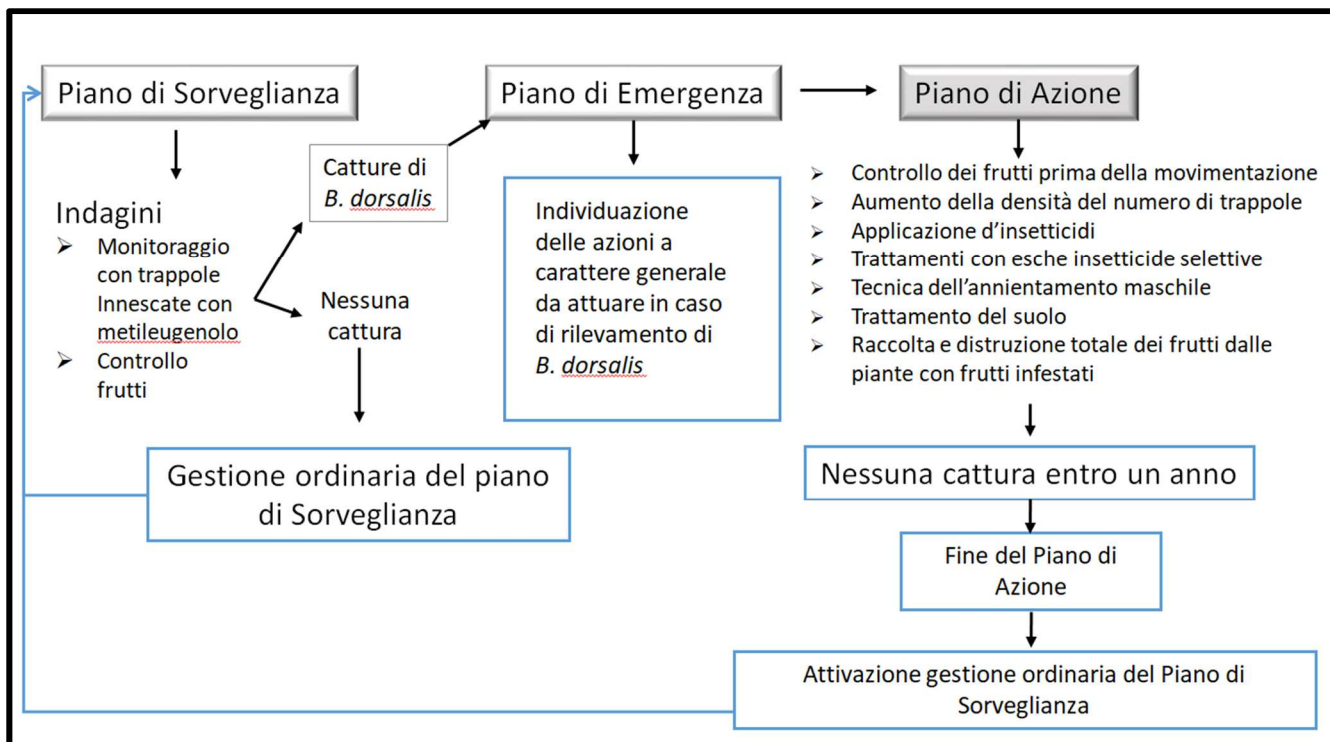 Piano di Sorveglianza
Indagini
➢ Monitoraggio
con trappole
Innescate con
metileugenolo
➢ Controllo
frutti
Catture di
B. dorsalis
Nessuna
cattura
Gestione ordinaria del piano
di Sorveglianza
Piano di Emergenza
Individuazione
delle azioni a
carattere generale
da attuare in caso
di rilevamento di
B. dorsalis
Piano di Azione
➢ Controllo dei frutti prima della movimentazione
➢ Aumento della densità del numero di trappole
➢ Applicazione d’insetticidi
➢ Trattamenti con esche insetticide selettive
➢ Tecnica dell’annientamento maschile
➢ Trattamento del suolo
➢ Raccolta e distruzione totale dei frutti dalle
piante con frutti infestati
Nessuna cattura entro un anno
Fine del Piano di
Azione
Attivazione gestione ordinaria del Piano di
Sorveglianza